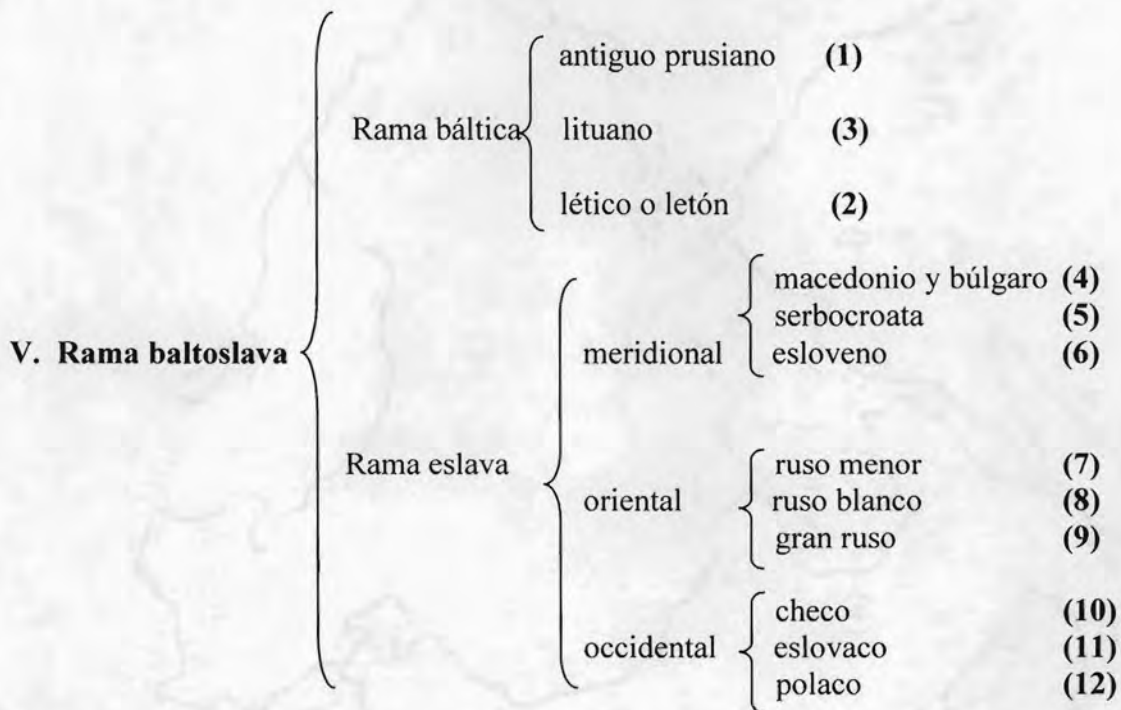 antiguo prusiano (1)
Rama báltica
lituano (3)
lético o letón (2)
macedonio y búlgaro (4)
serbocroata (5)
V. Rama baltoslava
meridional
esloveno (6)
Rama eslava
ruso menor (7)
oriental
ruso blanco (8)
gran ruso (9)
checo (10)
occidental
eslovaco (11)
polaco (12)